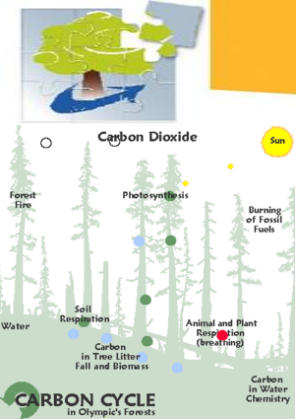 Carbon Dioxide
Sun
Forest
Fire
Photosynthesis
Burning
of Fossil
Fuels
Soil
Respiration
Water
Animal and Plant
Respiration
(breathing)
Carbon
in Tree Litter
Fall and Biomass
Carbon
in Water
Chemistry
CARBON CYCLE
in Olympic's Forests